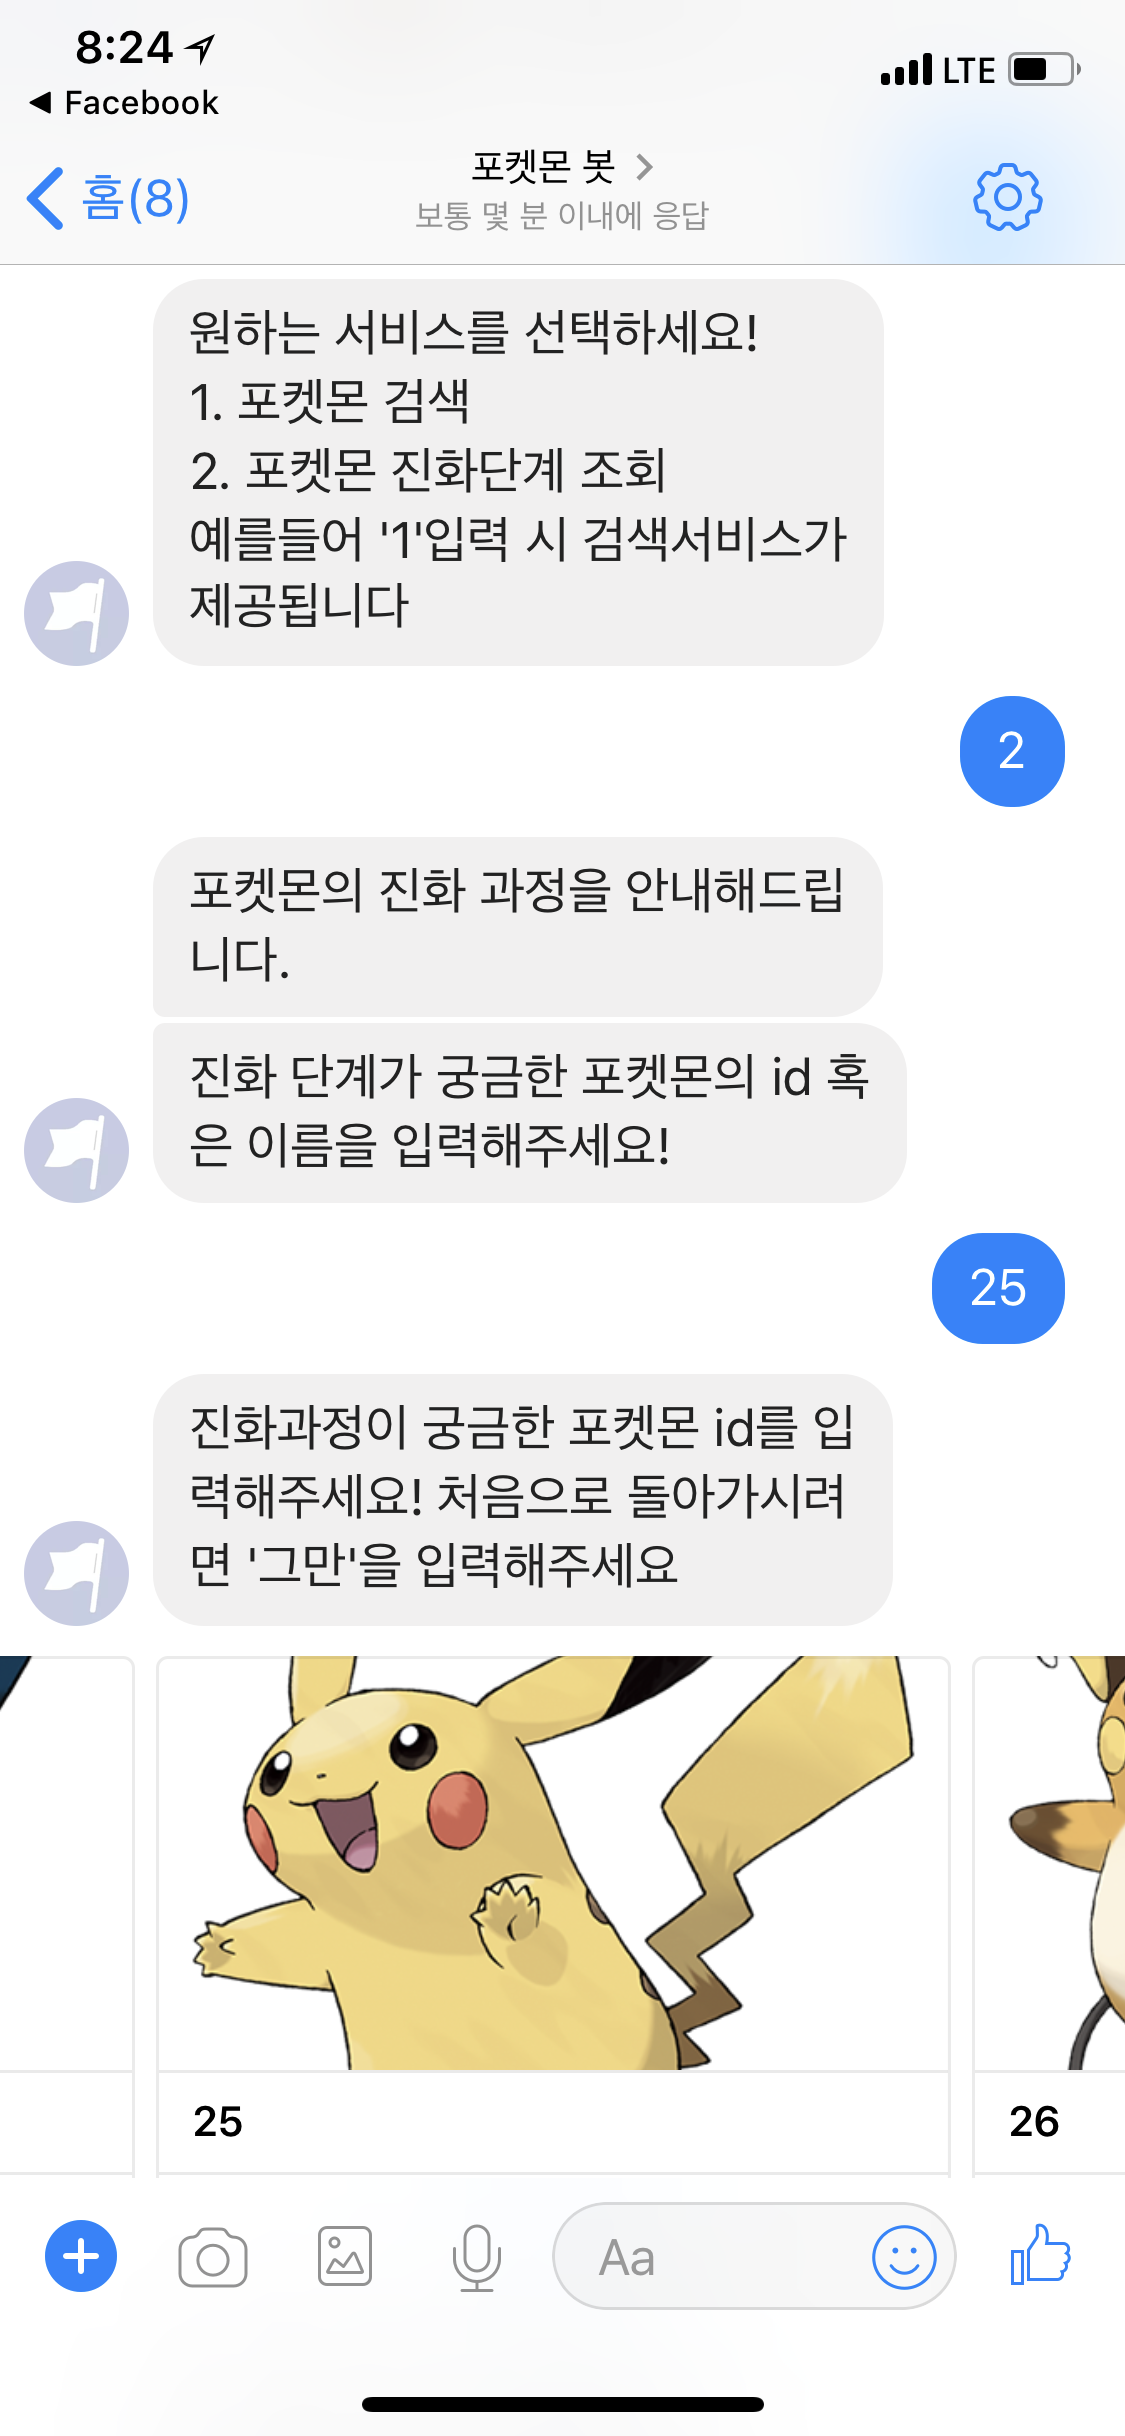 8:24
◀ Facebook
LTE
홈(8)
포켓몬 봇
보통 몇 분 이내에 응답
원하는 서비스를 선택하세요!
1. 포켓몬 검색
2. 포켓몬 진화단계 조회
예를들어 '1'입력 시 검색서비스가
제공됩니다
2
포켓몬의 진화 과정을 안내해드립
니다.
진화 단계가 궁금한 포켓몬의 id 혹
은 이름을 입력해주세요!
25
진화과정이 궁금한 포켓몬 id를 입
력해주세요! 처음으로 돌아가시려
면 '그만'을 입력해주세요
25
26
Aa